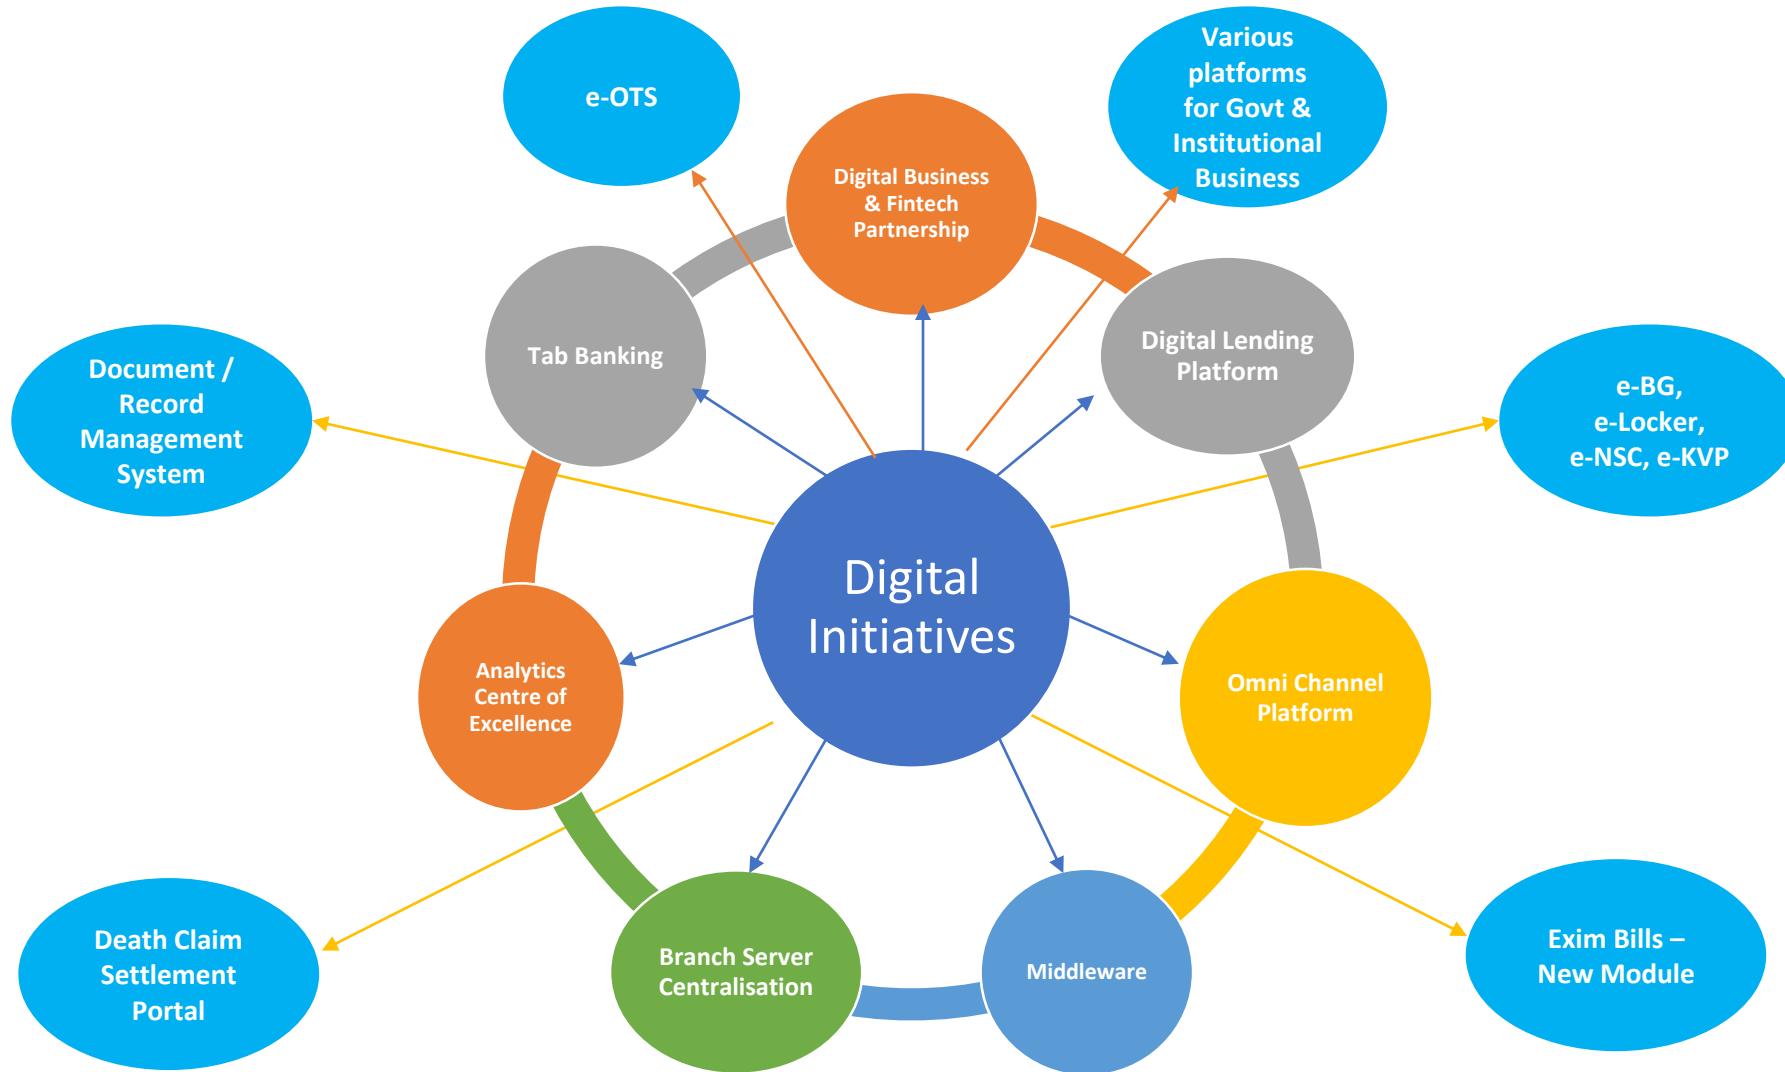 e-OTS
Various
platforms
for Govt &
Institutional
Business
Digital Business
& Fintech
Partnership
Tab Banking
Digital Lending
Platform
Document /
Record
Management
System
e-BG,
e-Locker,
e-NSC, e-KVP
Digital
Initiatives
Analytics
Centre of
Excellence
Omni Channel
Platform
Death Claim
Settlement
Portal
Branch Server
Centralisation
Middleware
Exim Bills –
New Module